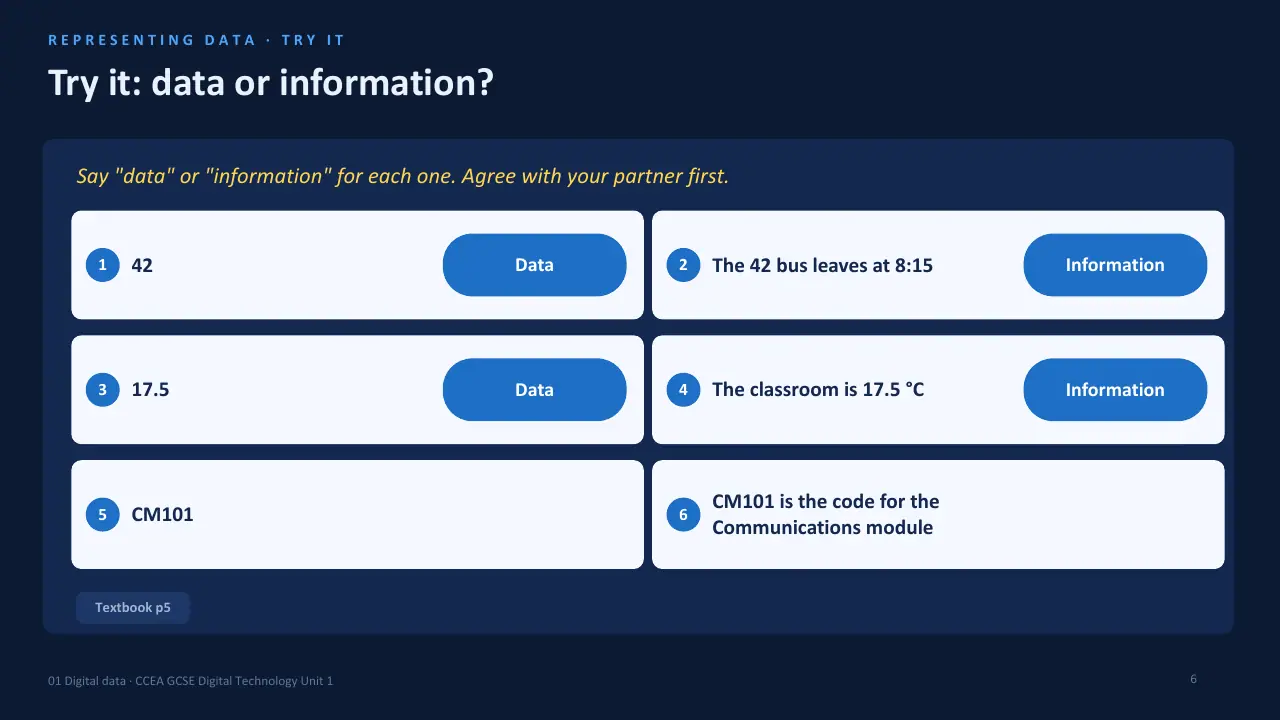 REPRESENTING DATA · TRY IT
Try it: data or information?
Say "data" or "information" for each one. Agree with your partner first.
1 42 Data
2 The 42 bus leaves at 8:15 Information
3 17.5 Data
4 The classroom is 17.5 °C Information
5 CM101
6 CM101 is the code for the
Communications module
Textbook p5
01 Digital data · CCEA GCSE Digital Technology Unit 1
6